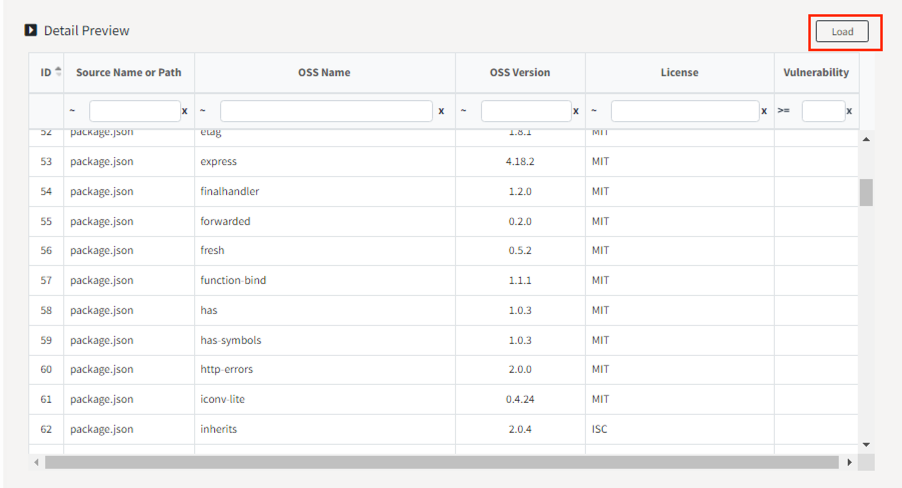 Detail Preview Load
ID Source Name or Path OSS Name OSS Version License Vulnerability
~ x ~ x ~ x ~ x >= x
52 package.json etag 1.8.1 MIT
53 package.json express 4.18.2 MIT
54 package.json finalhandler 1.2.0 MIT
55 package.json forwarded 0.2.0 MIT
56 package.json fresh 0.5.2 MIT
57 package.json function-bind 1.1.1 MIT
58 package.json has 1.0.3 MIT
59 package.json has-symbols 1.0.3 MIT
60 package.json http-errors 2.0.0 MIT
61 package.json iconv-lite 0.4.24 MIT
62 package.json inherits 2.0.4 ISC